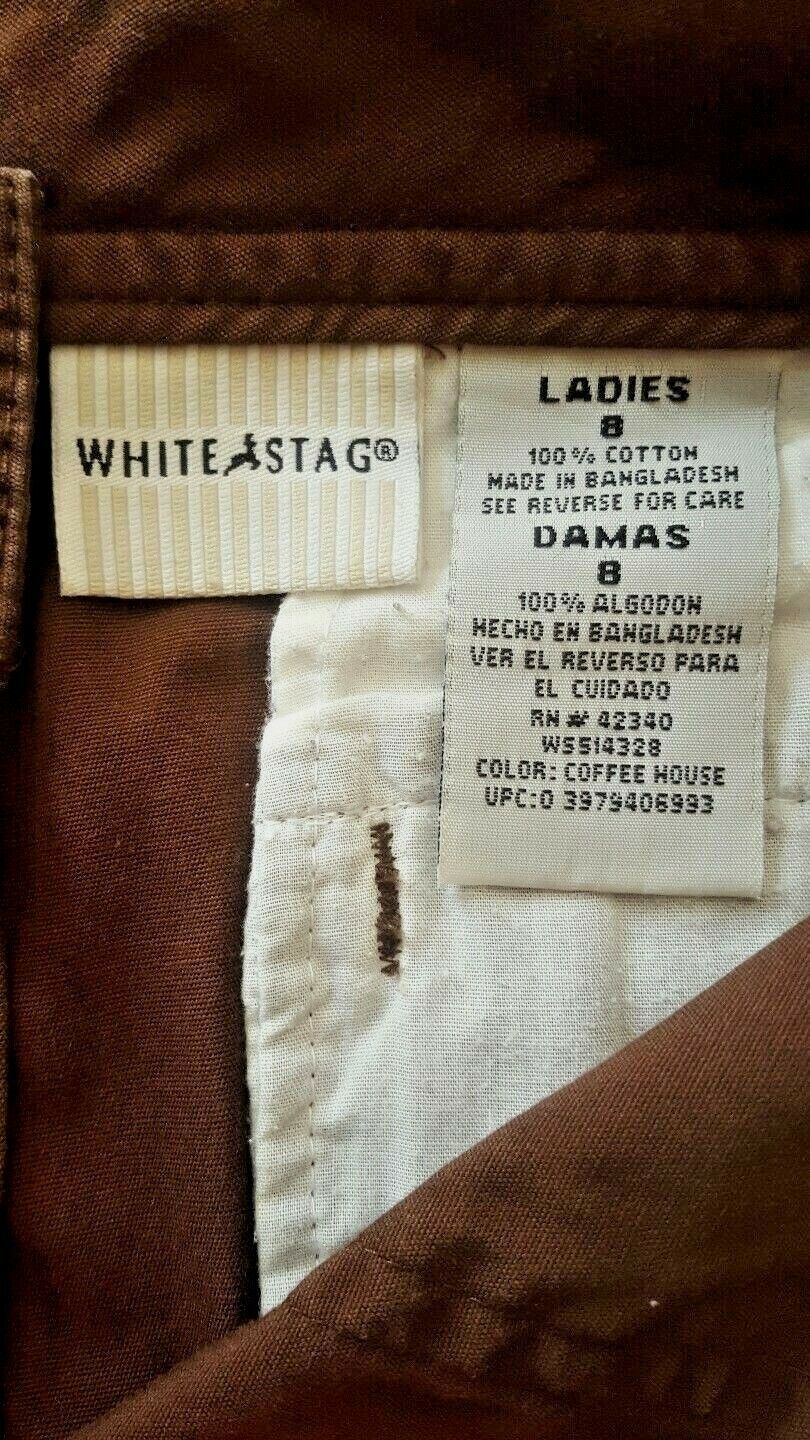 WHITE STAG®
LADIES
8
100% COTTON
MADE IN BANGLADESH
SEE REVERSE FOR CARE
DAMAS
8
100% ALGODON
HECHO EN BANGLADESH
VER EL REVERSO PARA
EL CUIDADO
RN# 42340
WSS14328
COLOR: COFFEE HOUSE
UPC:0 3979406993